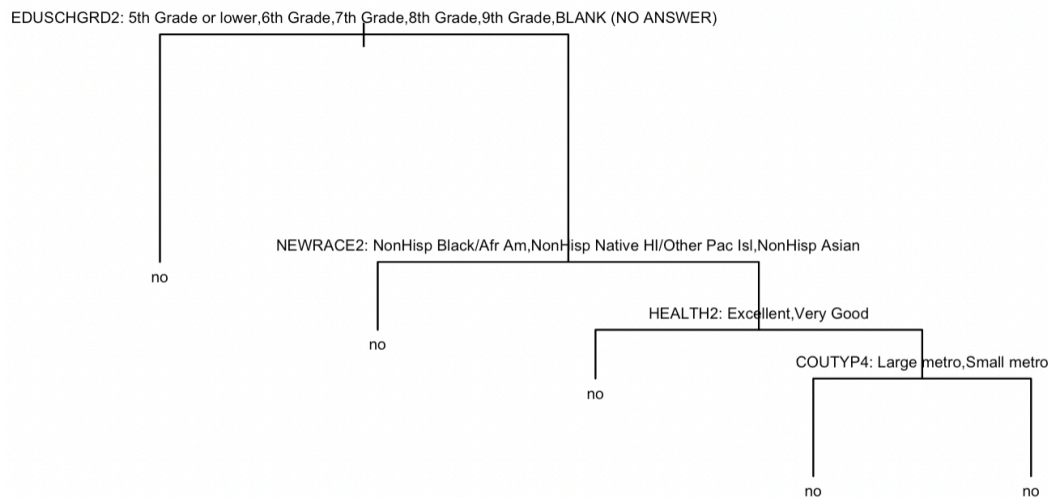 EDUSCHGRD2: 5th Grade or lower,6th Grade,7th Grade,8th Grade,9th Grade,BLANK (NO ANSWER)
NEWRACE2: NonHisp Black/Afr Am,NonHisp Native HI/Other Pac Isl,NonHisp Asian
no
HEALTH2: Excellent,Very Good
no
COUTYP4: Large metro,Small metro
no
no
no